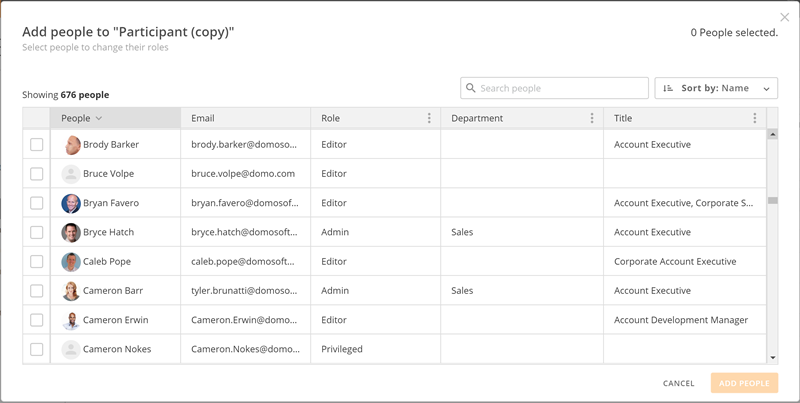 Add people to "Participant (copy)"
0 People selected.
Select people to change their roles
Showing 676 people
Search people
Sort by: Name
People Email Role Department Title
Brody Barker brody.barker@domoso... Editor Account Executive
Bruce Volpe bruce.volpe@domo.com Editor
Bryan Favero bryan.favero@domosof... Editor Account Executive, Corporate S...
Bryce Hatch bryce.hatch@domosoft... Admin Sales Account Executive
Caleb Pope caleb.pope@domosoft... Editor Corporate Account Executive
Cameron Barr tyler.brunatti@domoso... Admin Sales Account Executive
Cameron Erwin Cameron.Erwin@domo... Editor Account Development Manager
Cameron Nokes Cameron.Nokes@domo... Privileged
CANCEL ADD PEOPLE